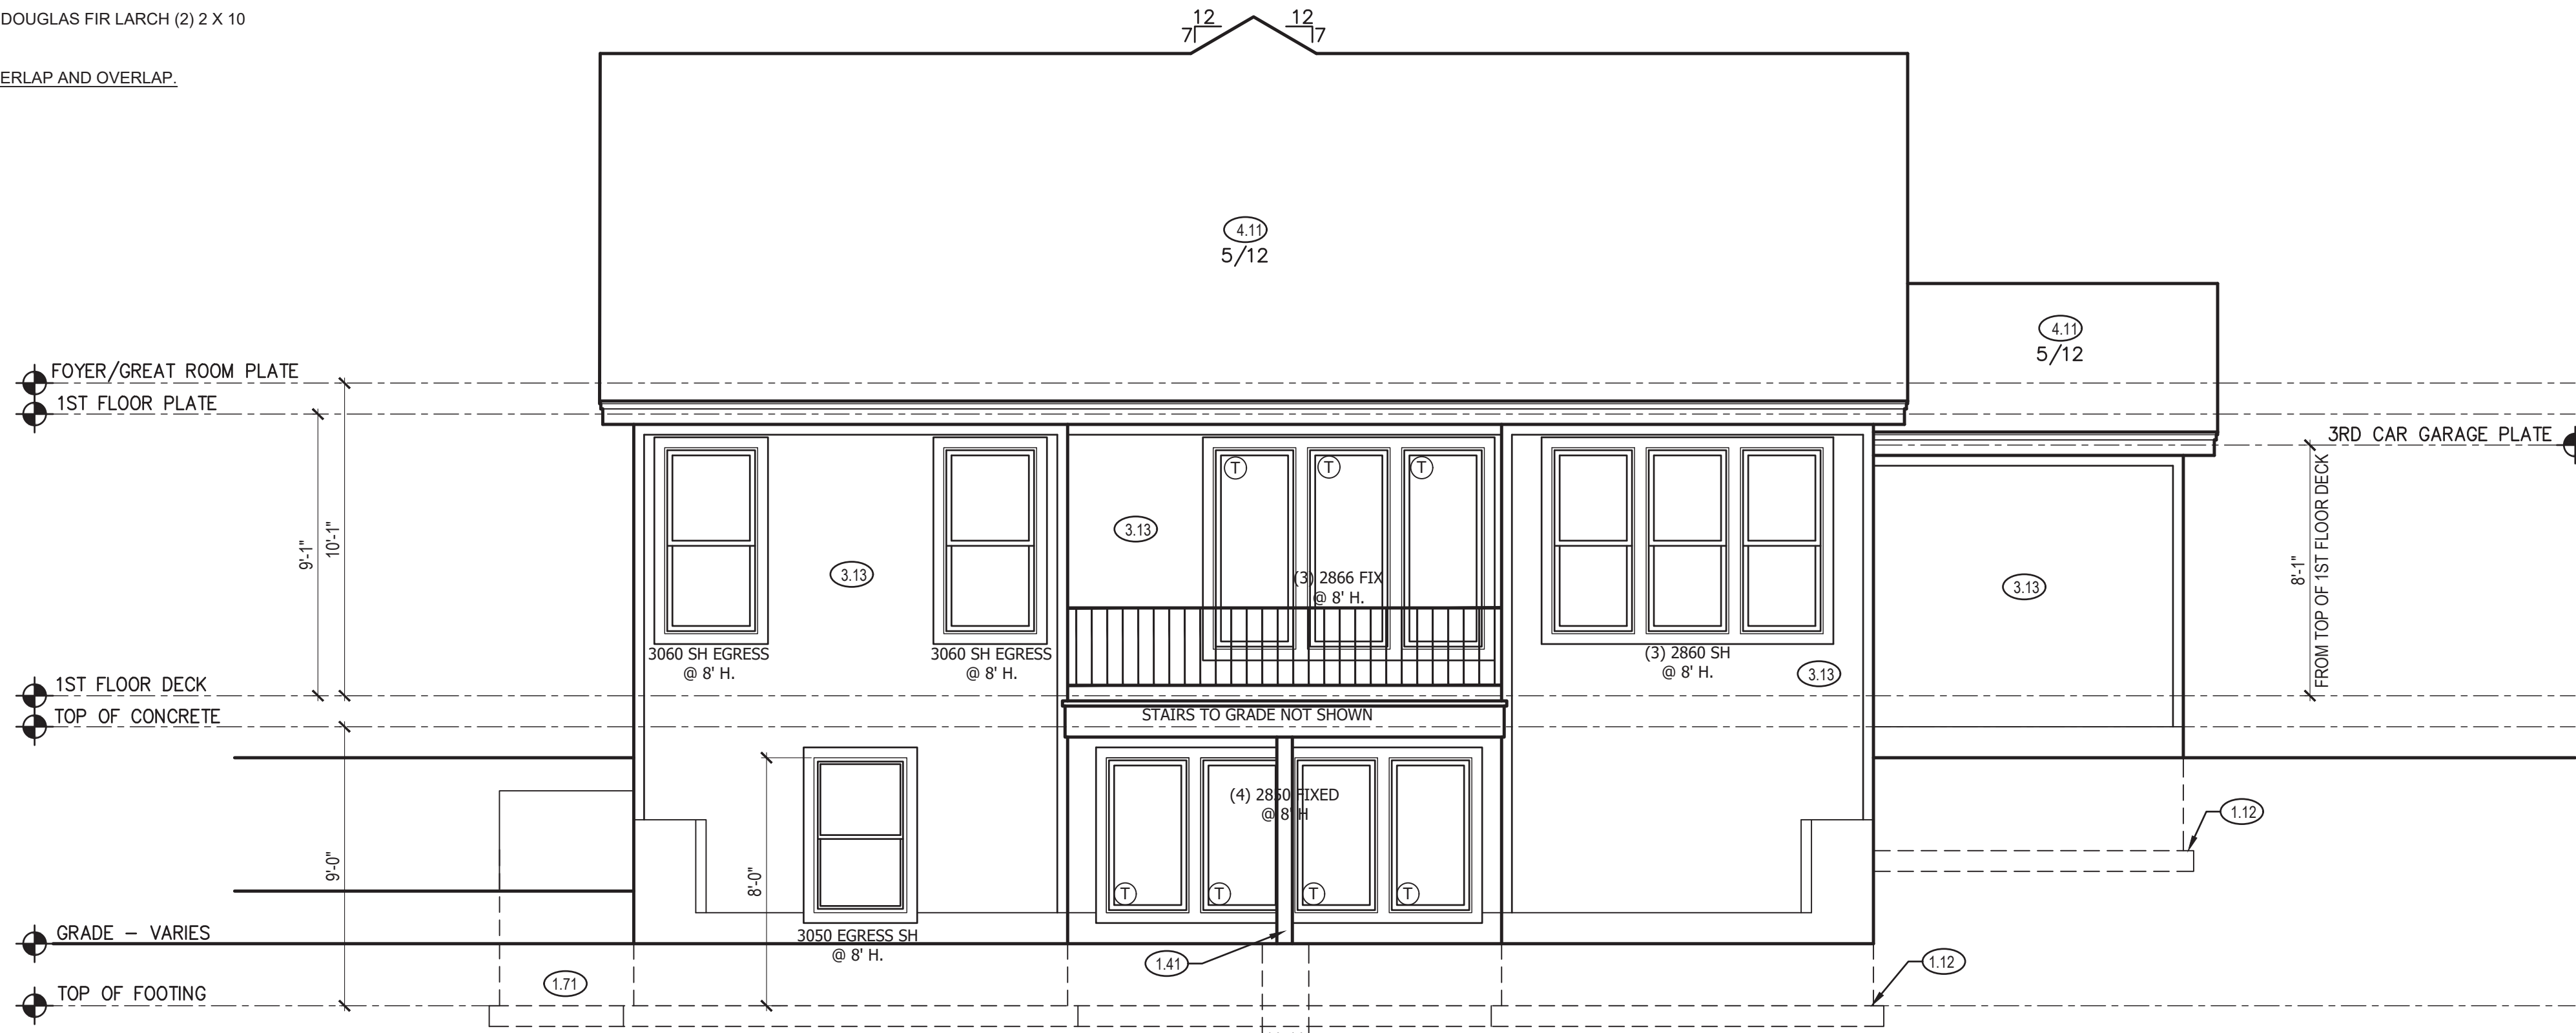 DOUGLAS FIR LARCH (2) 2 X 10
ERLAP AND OVERLAP.
12
7
12
7
4.11
5/12
4.11
5/12
FOYER/GREAT ROOM PLATE
1ST FLOOR PLATE
3RD CAR GARAGE PLATE
T
T
T
3.13
3.13
3.13
3.13
9'-1"
10'-1"
8'-1"
FROM TOP OF 1ST FLOOR DECK
(3) 2866 FIX
@ 8' H.
3060 SH EGRESS
@ 8' H.
3060 SH EGRESS
@ 8' H.
(3) 2860 SH
@ 8' H.
1ST FLOOR DECK
TOP OF CONCRETE
STAIRS TO GRADE NOT SHOWN
(4) 2850 FIXED
@ 8' H
9'-0"
8'-0"
T
T
T
T
1.12
GRADE - VARIES
3050 EGRESS SH
@ 8' H.
1.41
1.12
1.71
TOP OF FOOTING